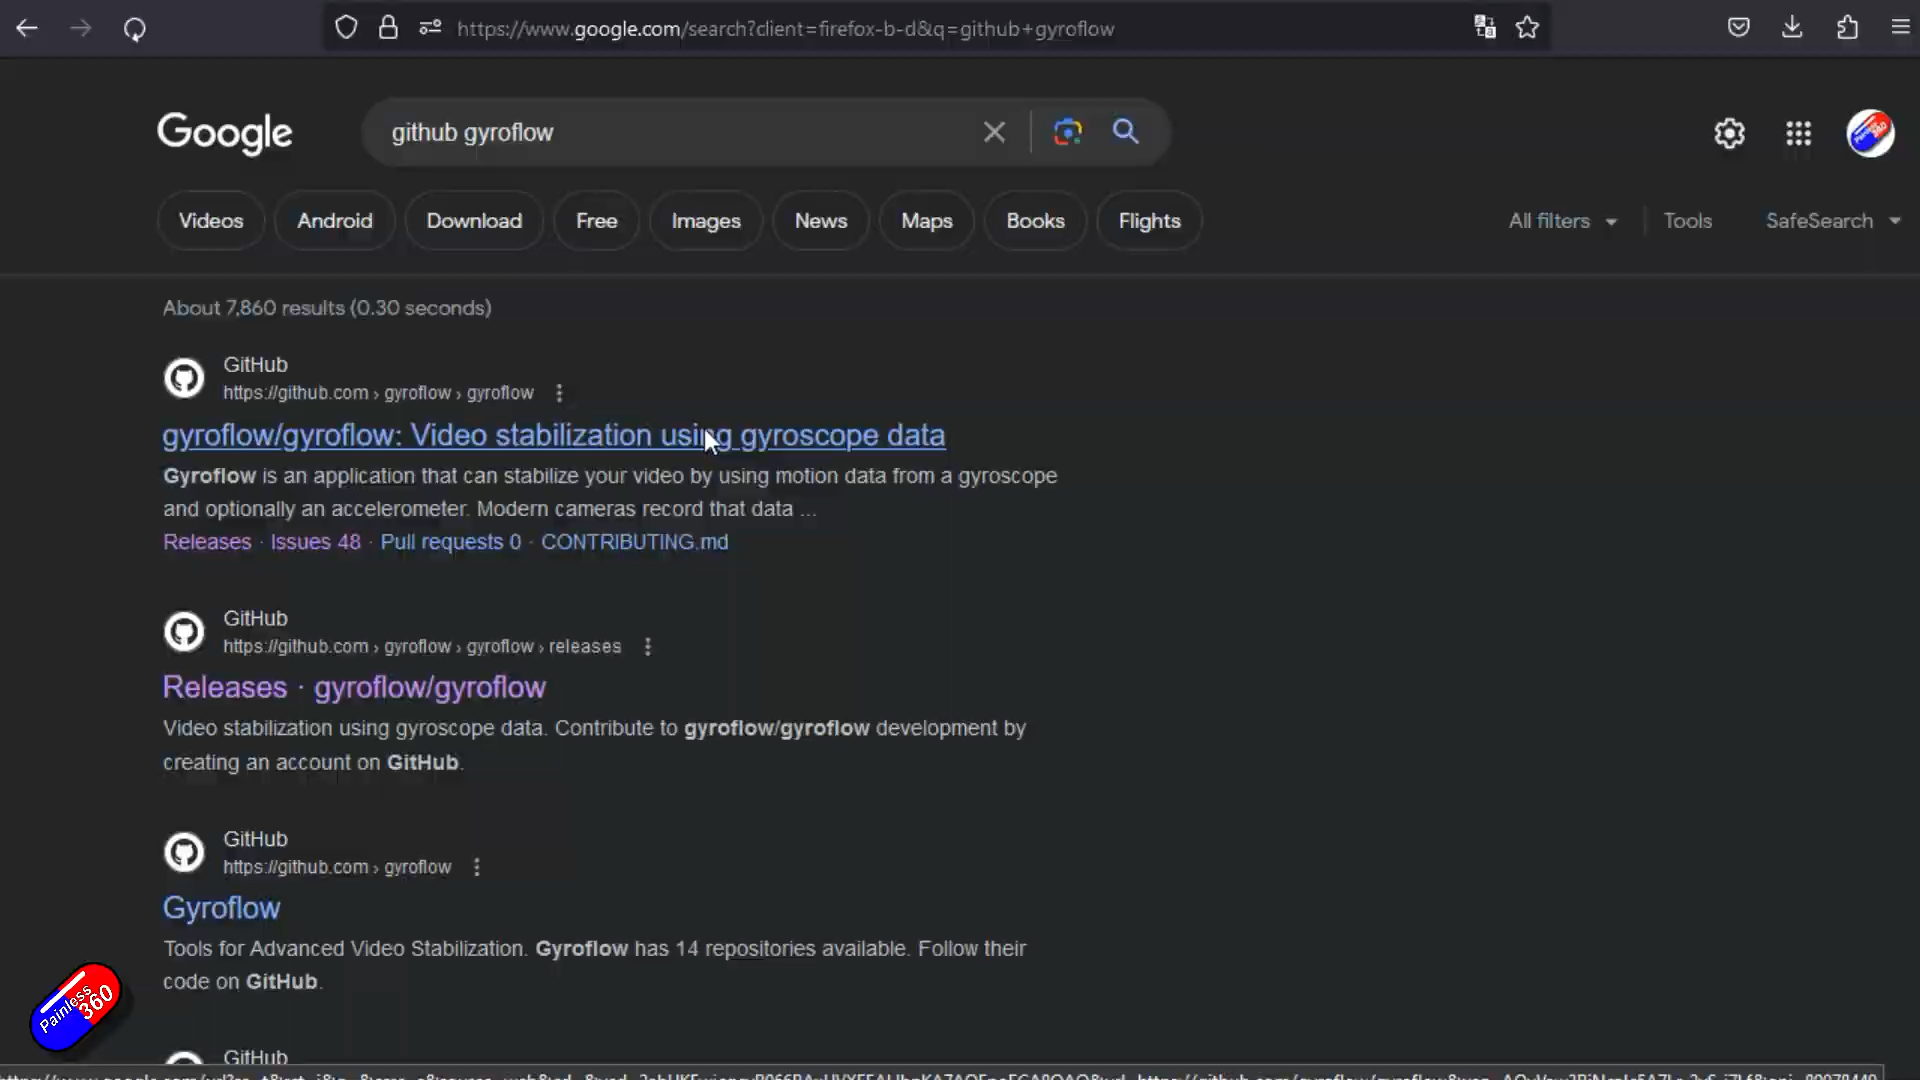 https://www.google.com/search?client=firefox-b-d&q=github+gyroflow
Google
github gyroflow
Videos
Android
Download
Free
Images
News
Maps
Books
Flights
All filters
Tools
SafeSearch
About 7,860 results (0.30 seconds)
GitHub
https://github.com › gyroflow › gyroflow
gyroflow/gyroflow: Video stabilization using gyroscope data
Gyroflow is an application that can stabilize your video by using motion data from a gyroscope
and optionally an accelerometer. Modern cameras record that data ...
Releases · Issues 48 · Pull requests 0 · CONTRIBUTING.md
GitHub
https://github.com › gyroflow › gyroflow › releases
Releases · gyroflow/gyroflow
Video stabilization using gyroscope data. Contribute to gyroflow/gyroflow development by
creating an account on GitHub.
GitHub
https://github.com › gyroflow
Gyroflow
Tools for Advanced Video Stabilization. Gyroflow has 14 repositories available. Follow their
code on GitHub.
Painless
360
GitHub